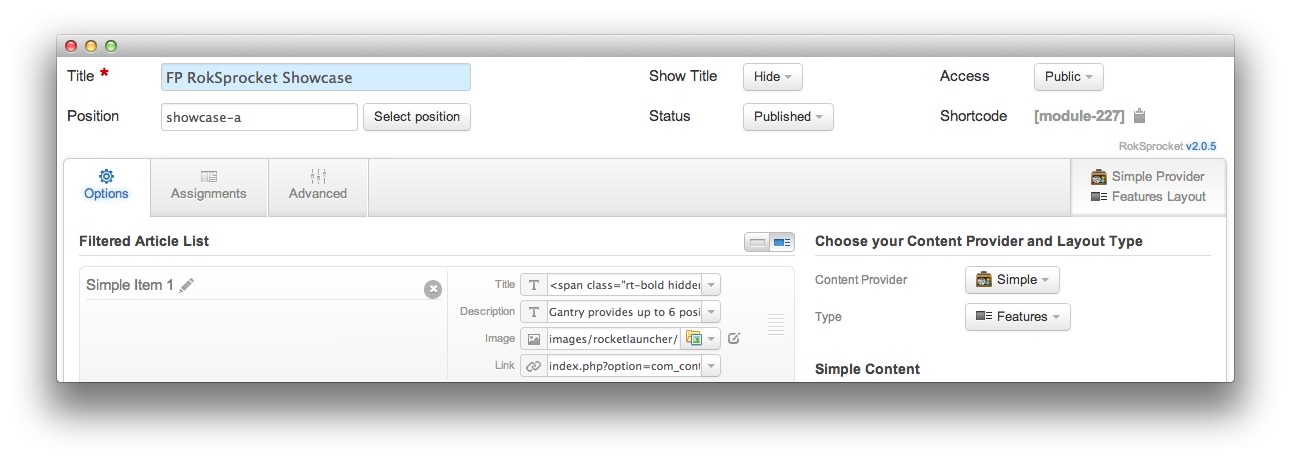 Title * FP RokSprocket Showcase Show Title Hide Access Public
Position showcase-a Select position Status Published Shortcode [module-227]
RokSprocket v2.0.5
Options Assignments Advanced
Simple Provider
Features Layout
Filtered Article List
Simple Item 1
Title T <span class="rt-bold hidden
Description T Gantry provides up to 6 posi
Image images/rocketlauncher/
Link index.php?option=com_cont
Choose your Content Provider and Layout Type
Content Provider Simple
Type Features
Simple Content